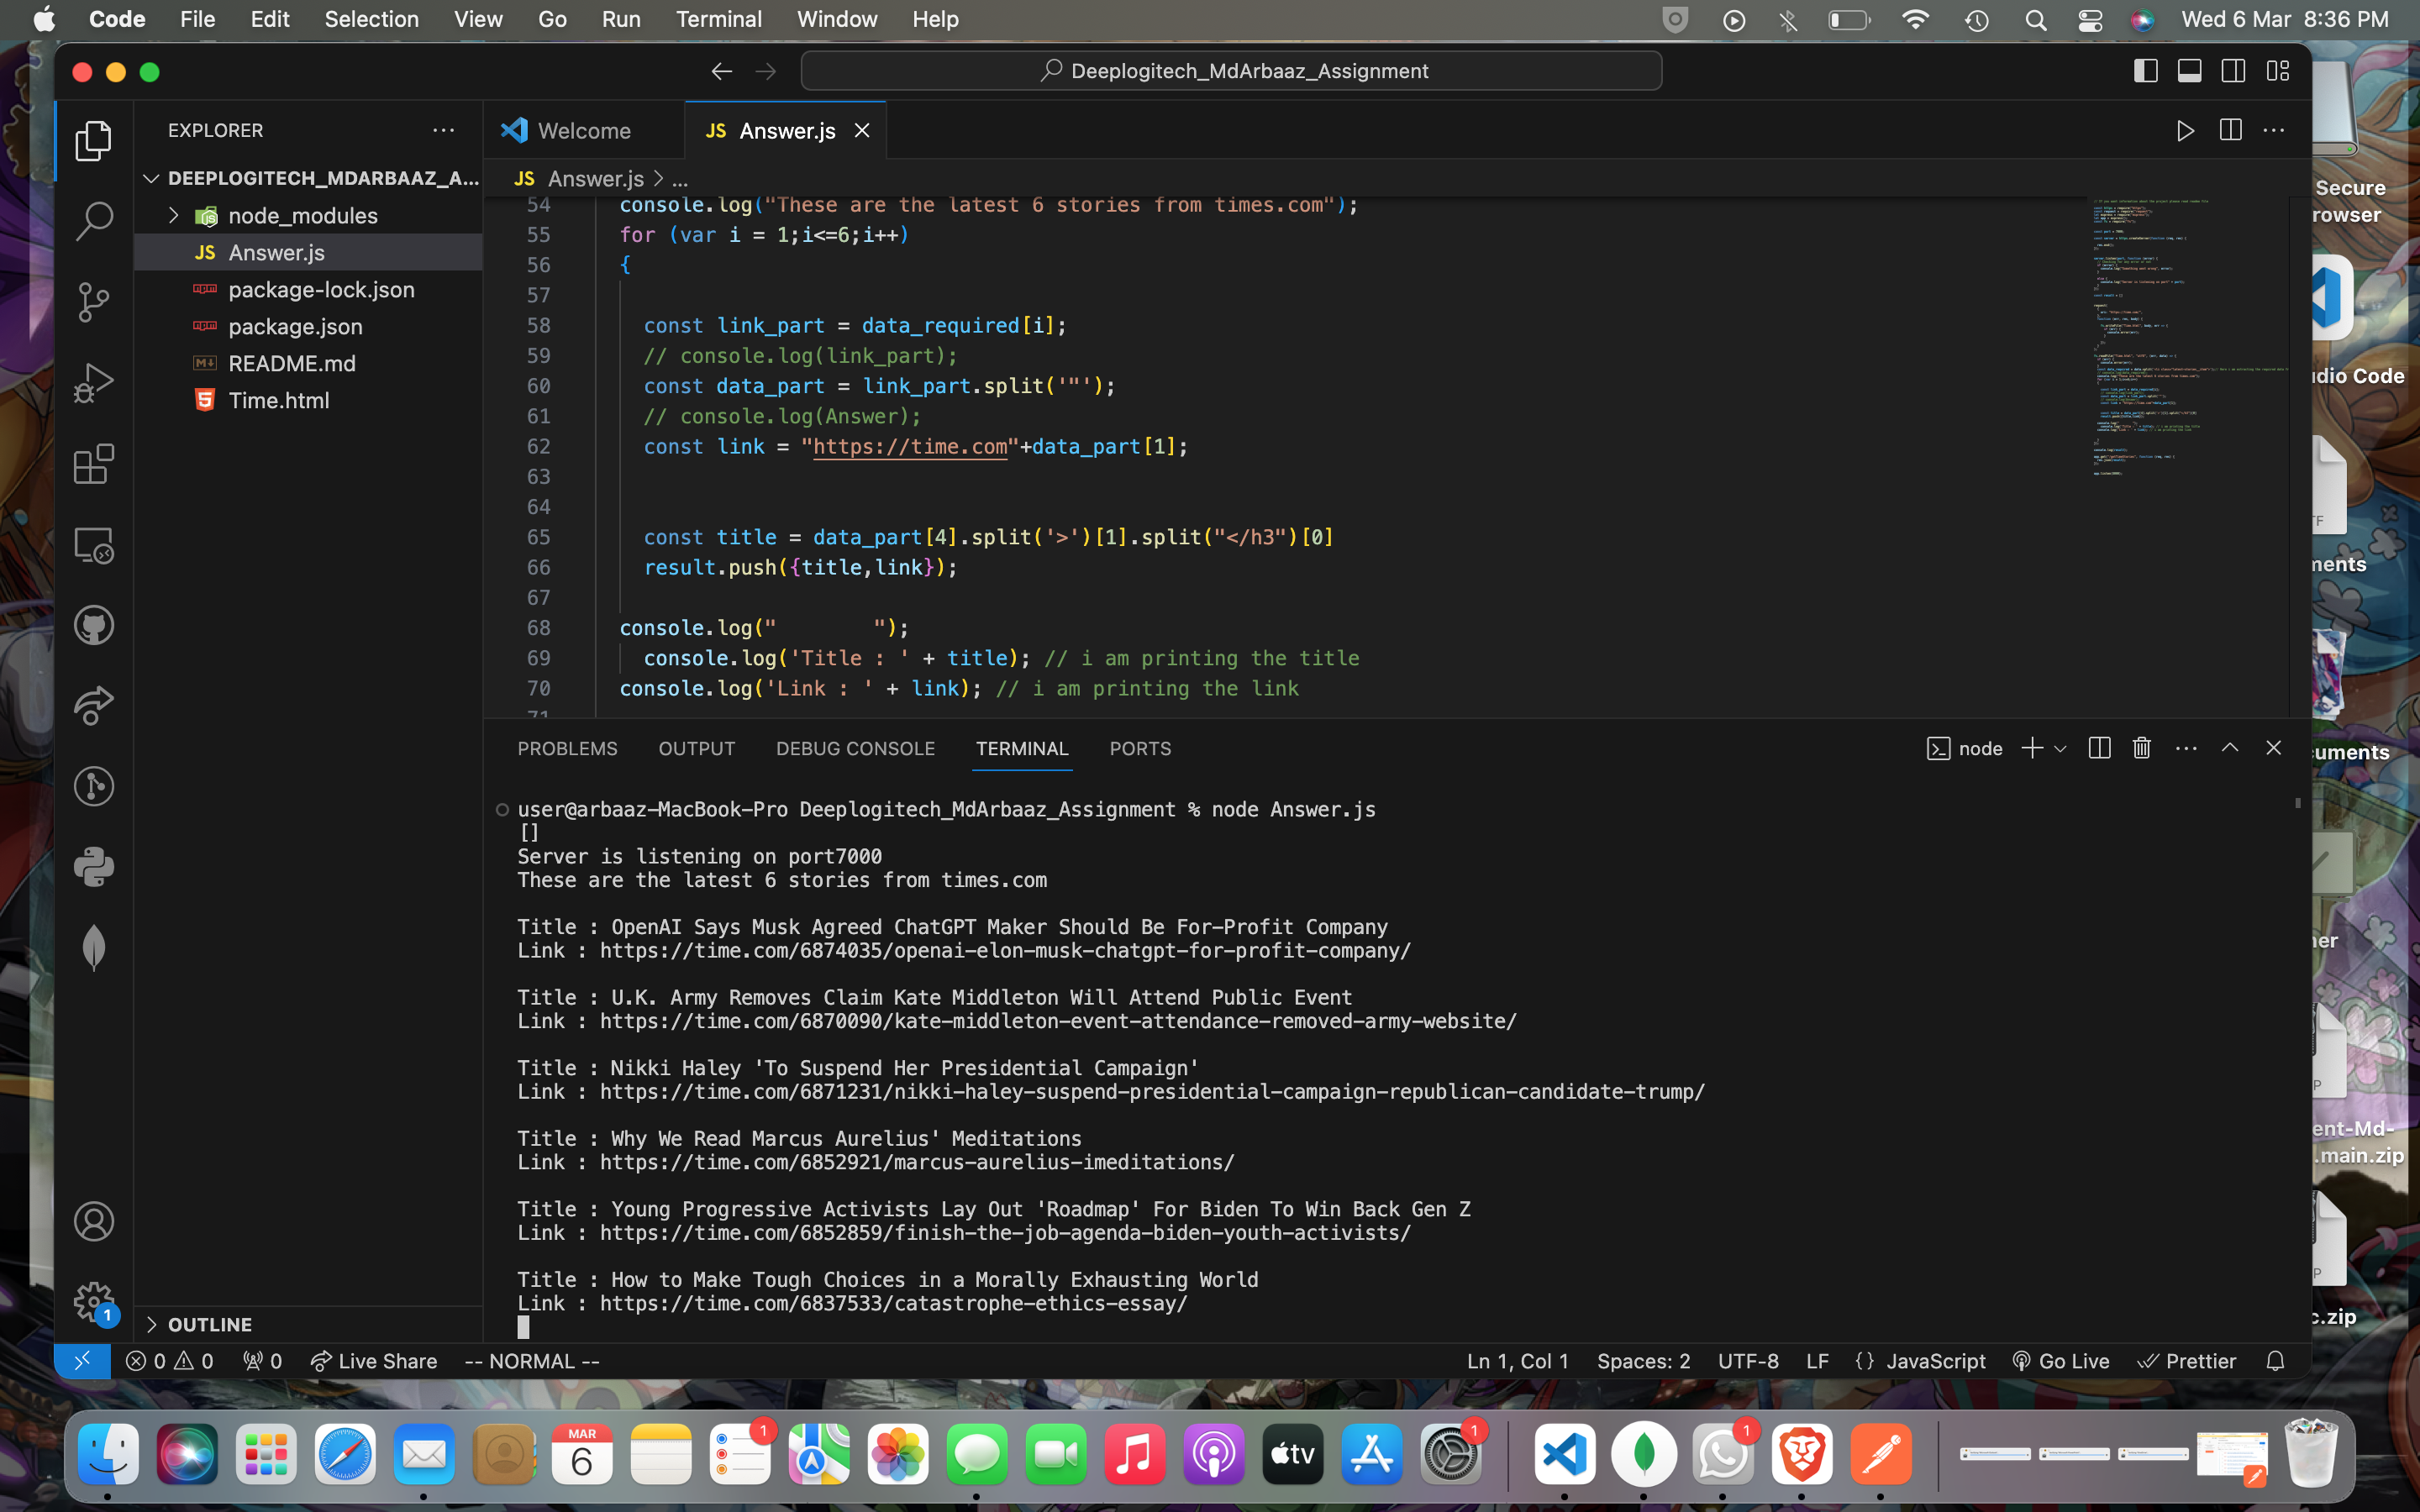 Code File Edit Selection View Go Run Terminal Window Help Wed 6 Mar 8:36 PM
Deeplogitech_MdArbaaz_Assignment
EXPLORER
Welcome
JS Answer.js
DEEPLOGITECH_MDARBAAZ_A...
node_modules
JS Answer.js
package-lock.json
package.json
README.md
Time.html
JS Answer.js > ...
54 console.log("These are the latest 6 stories from times.com");
55 for (var i = 1;i<=6;i++)
56 {
57
58 const link_part = data_required[i];
59 // console.log(link_part);
60 const data_part = link_part.split('"');
61 // console.log(Answer);
62 const link = "https://time.com"+data_part[1];
63
64
65 const title = data_part[4].split('>')[1].split("</h3")[0]
66 result.push({title,link});
67
68 console.log("        ");
69 console.log('Title : ' + title); // i am printing the title
70 console.log('Link : ' + link); // i am printing the link
71
PROBLEMS OUTPUT DEBUG CONSOLE TERMINAL PORTS
node
user@arbaaz-MacBook-Pro Deeplogitech_MdArbaaz_Assignment % node Answer.js
[]
Server is listening on port7000
These are the latest 6 stories from times.com
Title : OpenAI Says Musk Agreed ChatGPT Maker Should Be For-Profit Company
Link : https://time.com/6874035/openai-elon-musk-chatgpt-for-profit-company/
Title : U.K. Army Removes Claim Kate Middleton Will Attend Public Event
Link : https://time.com/6870090/kate-middleton-event-attendance-removed-army-website/
Title : Nikki Haley 'To Suspend Her Presidential Campaign'
Link : https://time.com/6871231/nikki-haley-suspend-presidential-campaign-republican-candidate-trump/
Title : Why We Read Marcus Aurelius' Meditations
Link : https://time.com/6852921/marcus-aurelius-imeditations/
Title : Young Progressive Activists Lay Out 'Roadmap' For Biden To Win Back Gen Z
Link : https://time.com/6852859/finish-the-job-agenda-biden-youth-activists/
Title : How to Make Tough Choices in a Morally Exhausting World
Link : https://time.com/6837533/catastrophe-ethics-essay/
OUTLINE
1
0 0 0 Live Share -- NORMAL -- Ln 1, Col 1 Spaces: 2 UTF-8 LF {} JavaScript Go Live Prettier
Secure
rowser
dio Code
ments
cuments
ner
ent-Md-
.main.zip
c.zip
MAR
6
1
tv
1
1